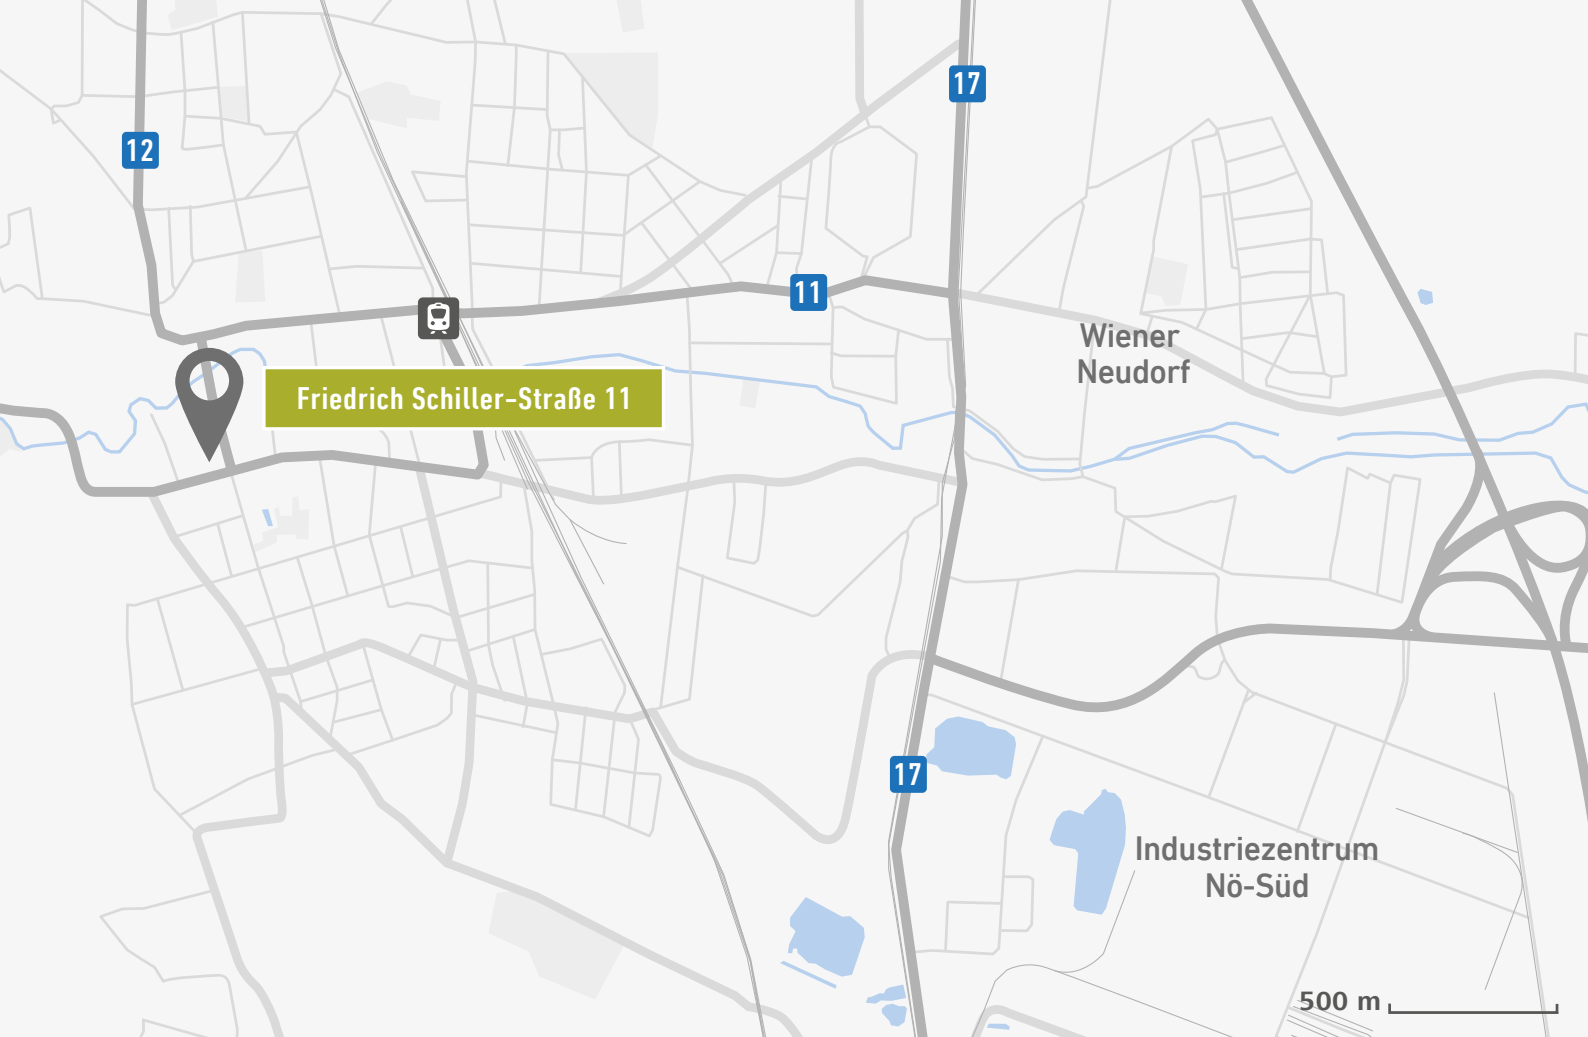 17
12
11
Wiener
Neudorf
Friedrich Schiller-Straße 11
17
Industriezentrum
Nö-Süd
500 m